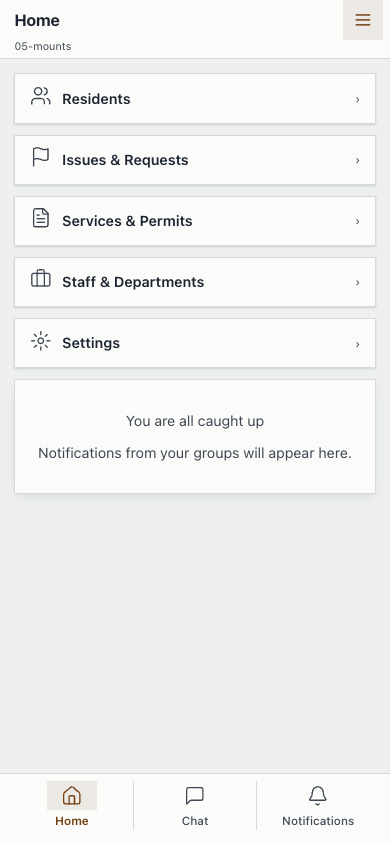 Home
05-mounts
Residents
Issues & Requests
Services & Permits
Staff & Departments
Settings
You are all caught up
Notifications from your groups will appear here.
Home
Chat
Notifications